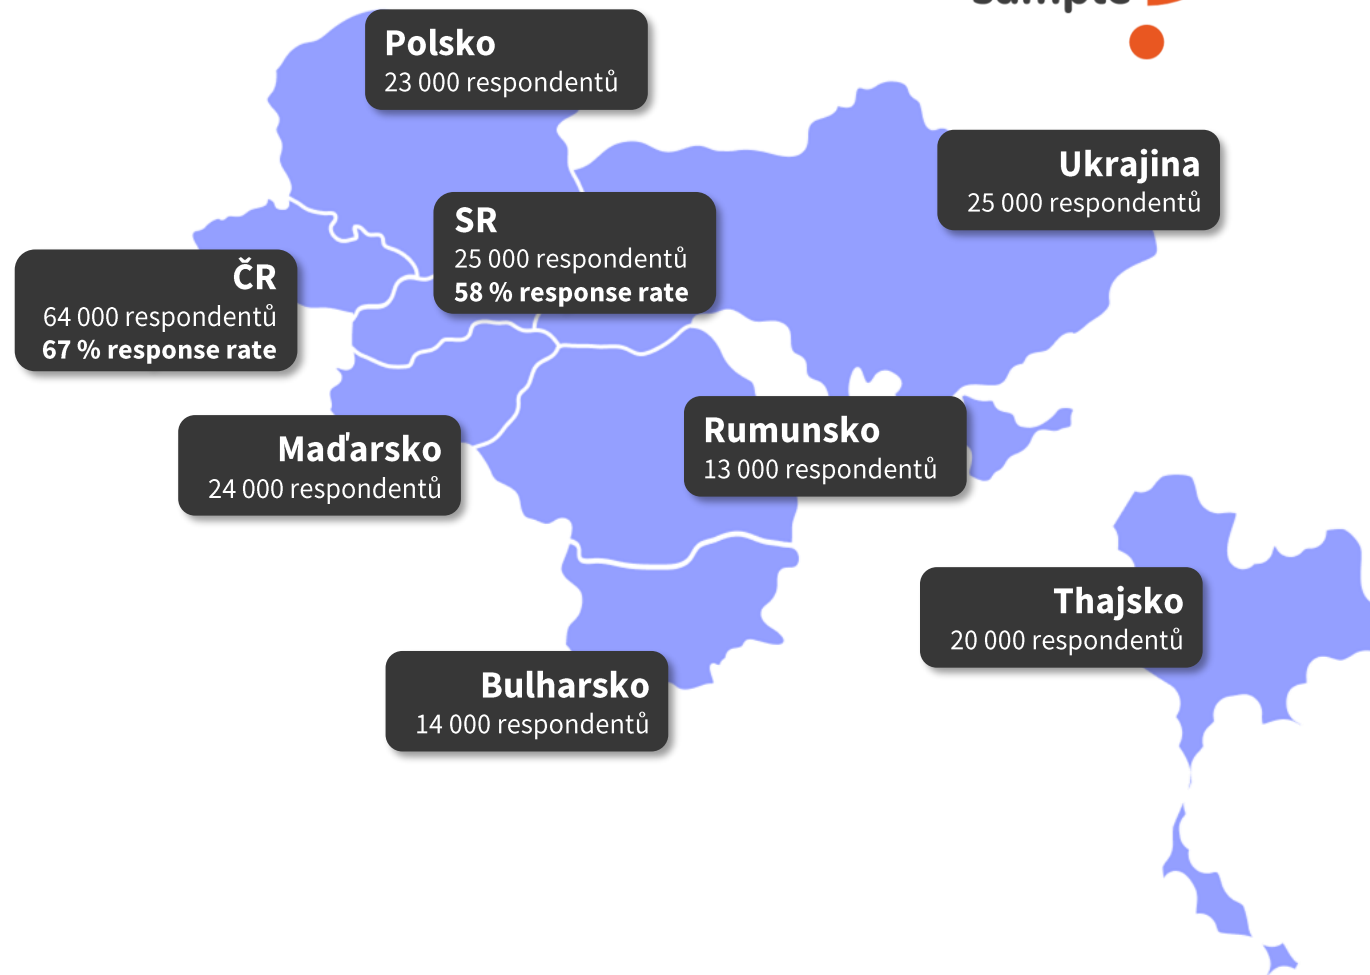 sample
Polsko
23 000 respondentů
Ukrajina
25 000 respondentů
SR
25 000 respondentů
58 % response rate
ČR
64 000 respondentů
67 % response rate
Rumunsko
13 000 respondentů
Maďarsko
24 000 respondentů
Thajsko
20 000 respondentů
Bulharsko
14 000 respondentů